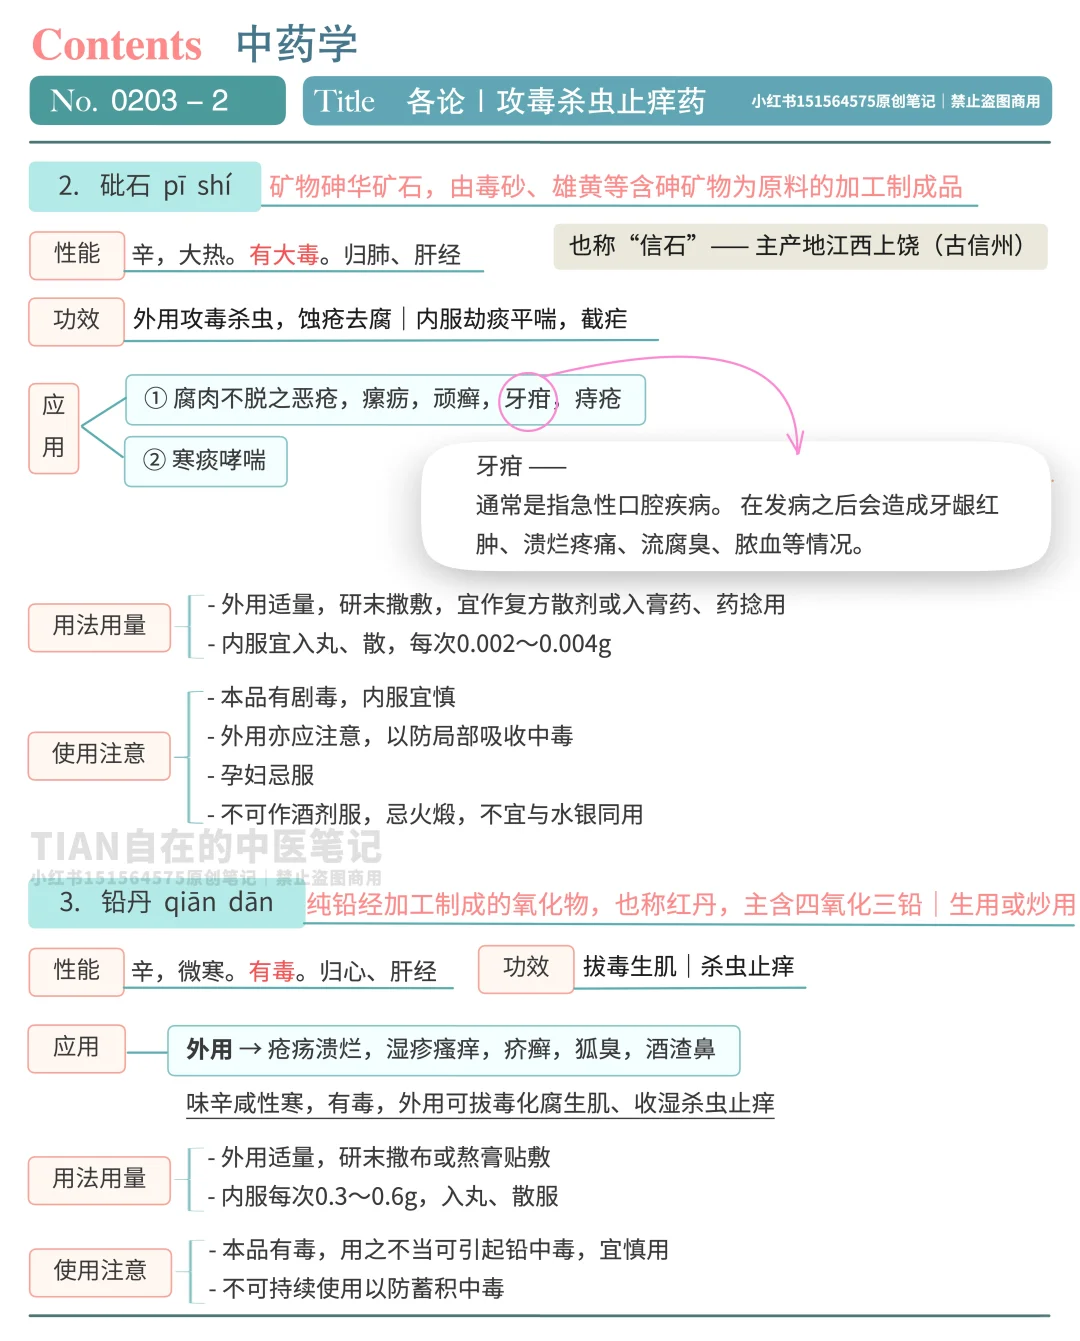 Contents 中药学
No. 0203 – 2
Title 各论｜攻毒杀虫止痒药 小红书151564575原创笔记｜禁止盗图商用
2. 砒石 pī shí 矿物砷华矿石，由毒砂、雄黄等含砷矿物为原料的加工制成品
性能 辛，大热。有大毒。归肺、肝经
也称“信石”—— 主产地江西上饶（古信州）
功效 外用攻毒杀虫，蚀疮去腐｜内服劫痰平喘，截疟
应用
① 腐肉不脱之恶疮，瘰疬，顽癣，牙疳，痔疮
② 寒痰哮喘
牙疳 ——
通常是指急性口腔疾病。 在发病之后会造成牙龈红
肿、溃烂疼痛、流腐臭、脓血等情况。
用法用量
- 外用适量，研末撒敷，宜作复方散剂或入膏药、药捻用
- 内服宜入丸、散，每次0.002～0.004g
使用注意
- 本品有剧毒，内服宜慎
- 外用亦应注意，以防局部吸收中毒
- 孕妇忌服
- 不可作酒剂服，忌火煅，不宜与水银同用
TIAN自在的中医笔记
小红书151564575原创笔记｜禁止盗图商用
3. 铅丹 qiān dān 纯铅经加工制成的氧化物，也称红丹，主含四氧化三铅｜生用或炒用
性能 辛，微寒。有毒。归心、肝经
功效 拔毒生肌｜杀虫止痒
应用 外用 → 疮疡溃烂，湿疹瘙痒，疥癣，狐臭，酒渣鼻
味辛咸性寒，有毒，外用可拔毒化腐生肌、收湿杀虫止痒
用法用量
- 外用适量，研末撒布或熬膏贴敷
- 内服每次0.3～0.6g，入丸、散服
使用注意
- 本品有毒，用之不当可引起铅中毒，宜慎用
- 不可持续使用以防蓄积中毒